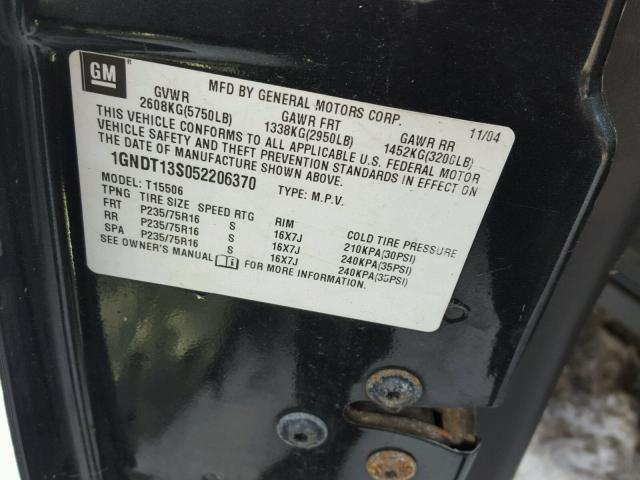 GM
MFD BY GENERAL MOTORS CORP. 11/04
GVWR GAWR FRT GAWR RR
2608KG(5750LB) 1338KG(2950LB) 1452KG(3200LB)
THIS VEHICLE CONFORMS TO ALL APPLICABLE U.S. FEDERAL MOTOR
VEHICLE SAFETY AND THEFT PREVENTION STANDARDS IN EFFECT ON
THE DATE OF MANUFACTURE SHOWN ABOVE.
1GNDT13S052206370 TYPE: M.P.V.
MODEL: T15506
TPNG TIRE SIZE SPEED RTG RIM COLD TIRE PRESSURE
FRT P235/75R16 S 16X7J 210KPA(30PSI)
RR P235/75R16 S 16X7J 240KPA(35PSI)
SPA P235/75R16 S 16X7J 240KPA(35PSI)
SEE OWNER'S MANUAL FOR MORE INFORMATION.